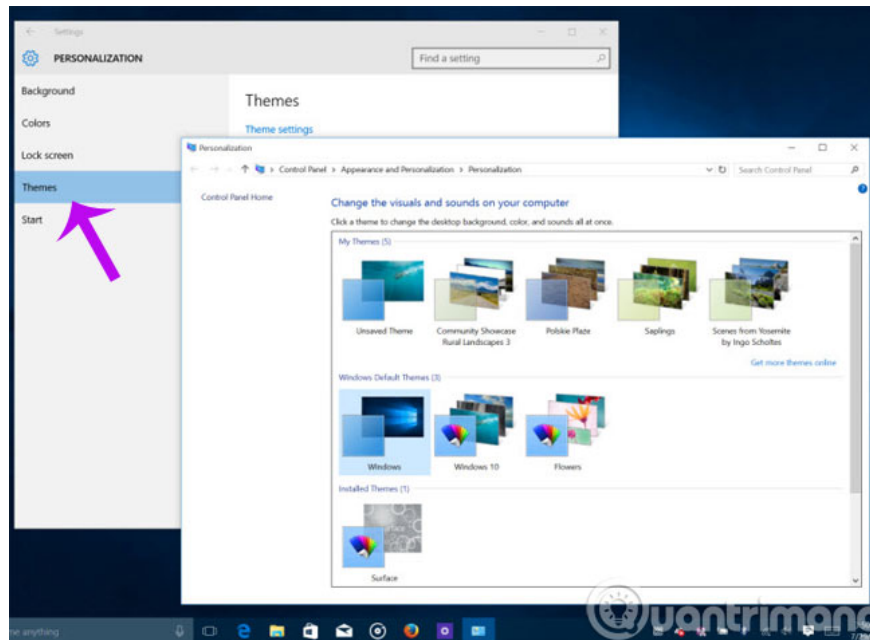 Settings
PERSONALIZATION
Find a setting
Background
Colors
Lock screen
Themes
Start
Themes
Theme settings
Personalization
Control Panel > Appearance and Personalization > Personalization
Search Control Panel
Control Panel Home
Change the visuals and sounds on your computer
Click a theme to change the desktop background, color, and sounds all at once.
My Themes (5)
Unsaved Theme
Community Showcase
Rural Landscapes 3
Polskie Plaże
Saplings
Scenes from Yosemite
by Ingo Scholtes
Get more themes online
Windows Default Themes (3)
Windows
Windows 10
Flowers
Installed Themes (1)
Surface
me anything
Quantrimang